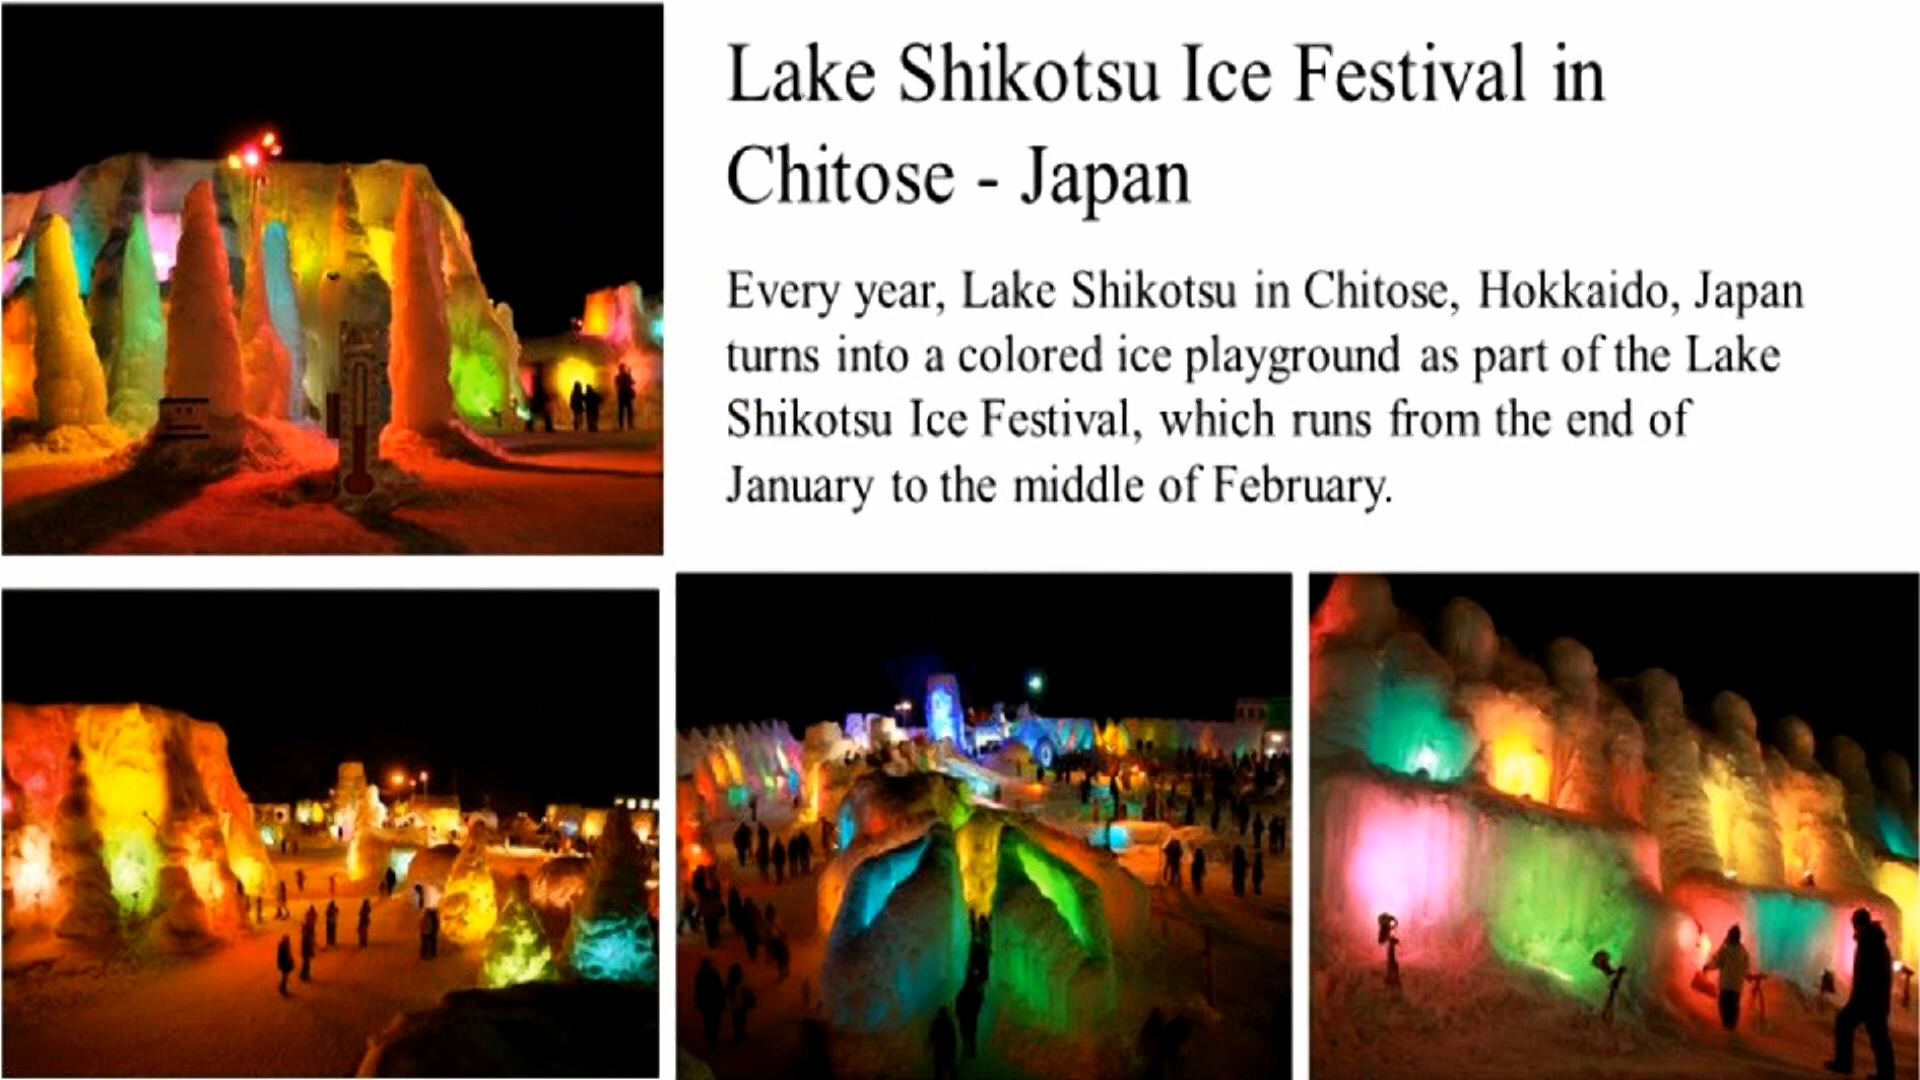 Lake Shikotsu Ice Festival in
Chitose - Japan
Every year, Lake Shikotsu in Chitose, Hokkaido, Japan
turns into a colored ice playground as part of the Lake
Shikotsu Ice Festival, which runs from the end of
January to the middle of February.